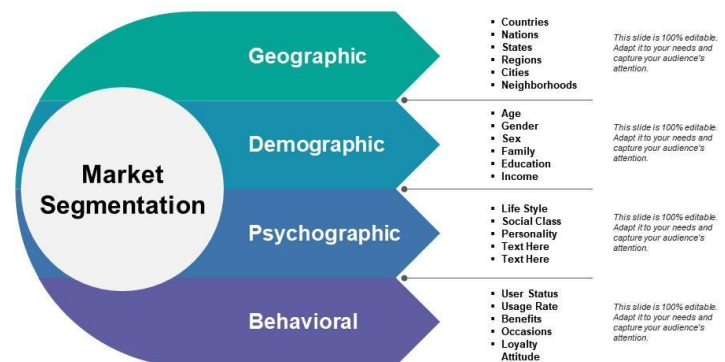 Market
Segmentation
Geographic
▪ Countries
▪ Nations
▪ States
▪ Regions
▪ Cities
▪ Neighborhoods
This slide is 100% editable.
Adapt it to your needs and
capture your audience's
attention.
Demographic
▪ Age
▪ Gender
▪ Sex
▪ Family
▪ Education
▪ Income
This slide is 100% editable.
Adapt it to your needs and
capture your audience's
attention.
Psychographic
▪ Life Style
▪ Social Class
▪ Personality
▪ Text Here
▪ Text Here
This slide is 100% editable.
Adapt it to your needs and
capture your audience's
attention.
Behavioral
▪ User Status
▪ Usage Rate
▪ Benefits
▪ Occasions
▪ Loyalty
Attitude
This slide is 100% editable.
Adapt it to your needs and
capture your audience's
attention.